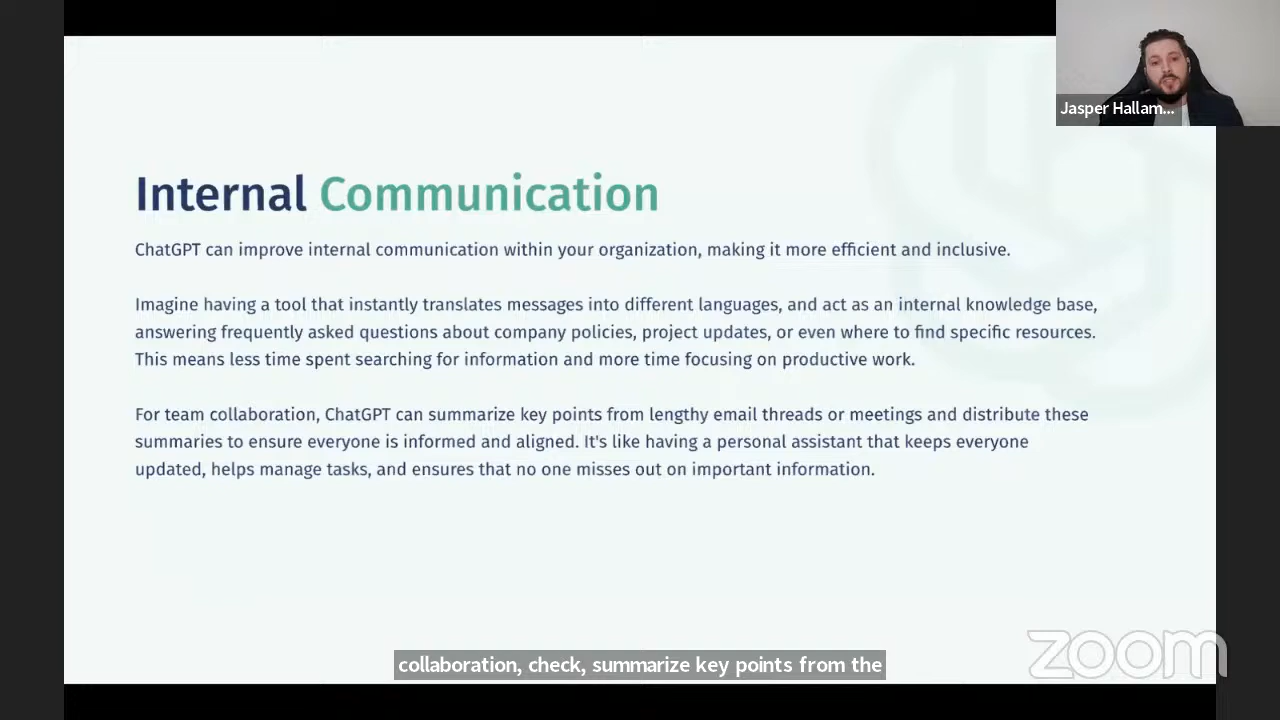 Jasper Hallam...
Internal Communication
ChatGPT can improve internal communication within your organization, making it more efficient and inclusive.
Imagine having a tool that instantly translates messages into different languages, and act as an internal knowledge base,
answering frequently asked questions about company policies, project updates, or even where to find specific resources.
This means less time spent searching for information and more time focusing on productive work.
For team collaboration, ChatGPT can summarize key points from lengthy email threads or meetings and distribute these
summaries to ensure everyone is informed and aligned. It's like having a personal assistant that keeps everyone
updated, helps manage tasks, and ensures that no one misses out on important information.
collaboration, check, summarize key points from the
zoom